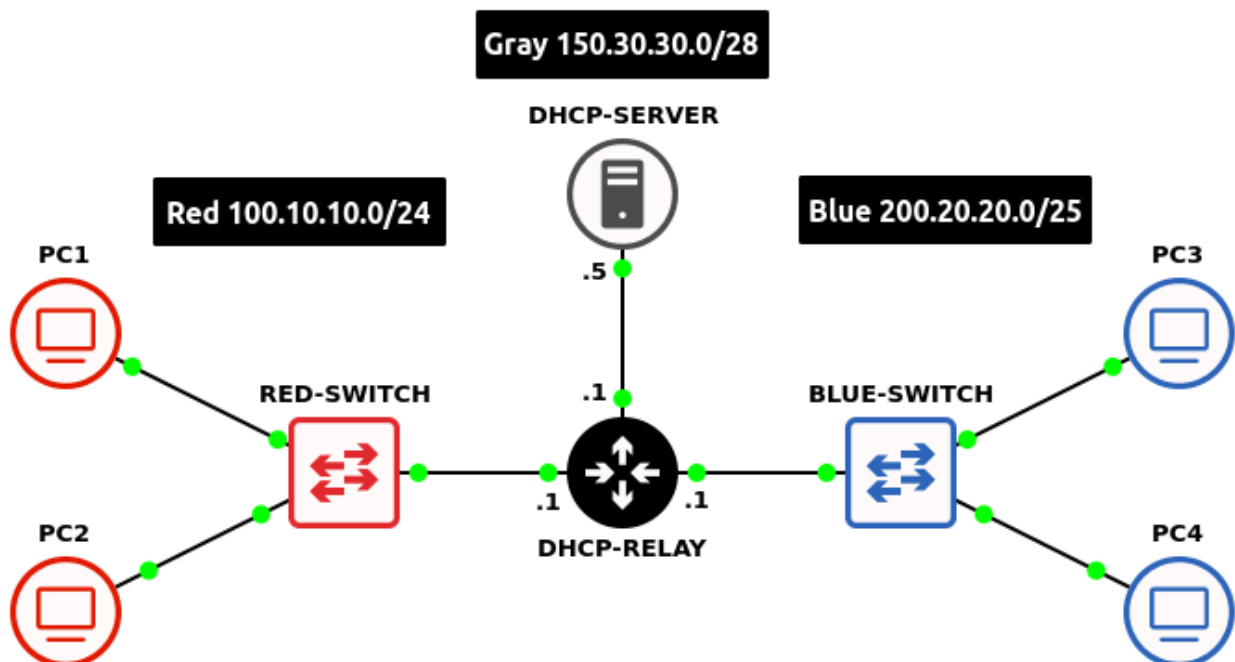 Gray 150.30.30.0/28
DHCP-SERVER
Red 100.10.10.0/24
Blue 200.20.20.0/25
PC1
PC3
.5
RED-SWITCH
.1
BLUE-SWITCH
.1
.1
PC2
DHCP-RELAY
PC4